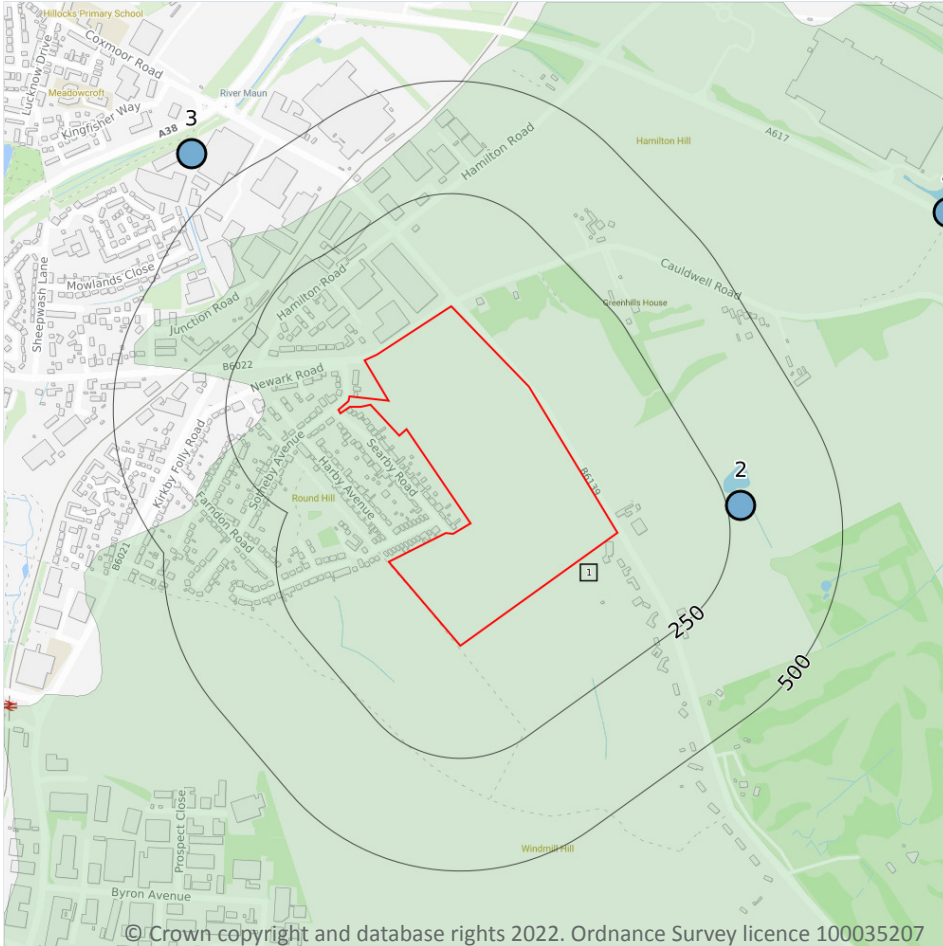 Hillocks Primary School
Coxmoor Road
Lucknow Drive
Meadowcroft
River Maun
Kingfisher Way
A38
3
Hamilton Road
Hamilton Hill
A617
Sheepwash Lane
Mowlands Close
Cauldwell Road
Junction Road
Hamilton Road
Greenhills House
B6022
Newark Road
Kirkby Folly Road
Sotheby Avenue
Searby Road
Harby Avenue
B6139
2
Round Hill
Farndon Road
B6021
1
250
500
Prospect Close
Windmill Hill
Byron Avenue
© Crown copyright and database rights 2022. Ordnance Survey licence 100035207